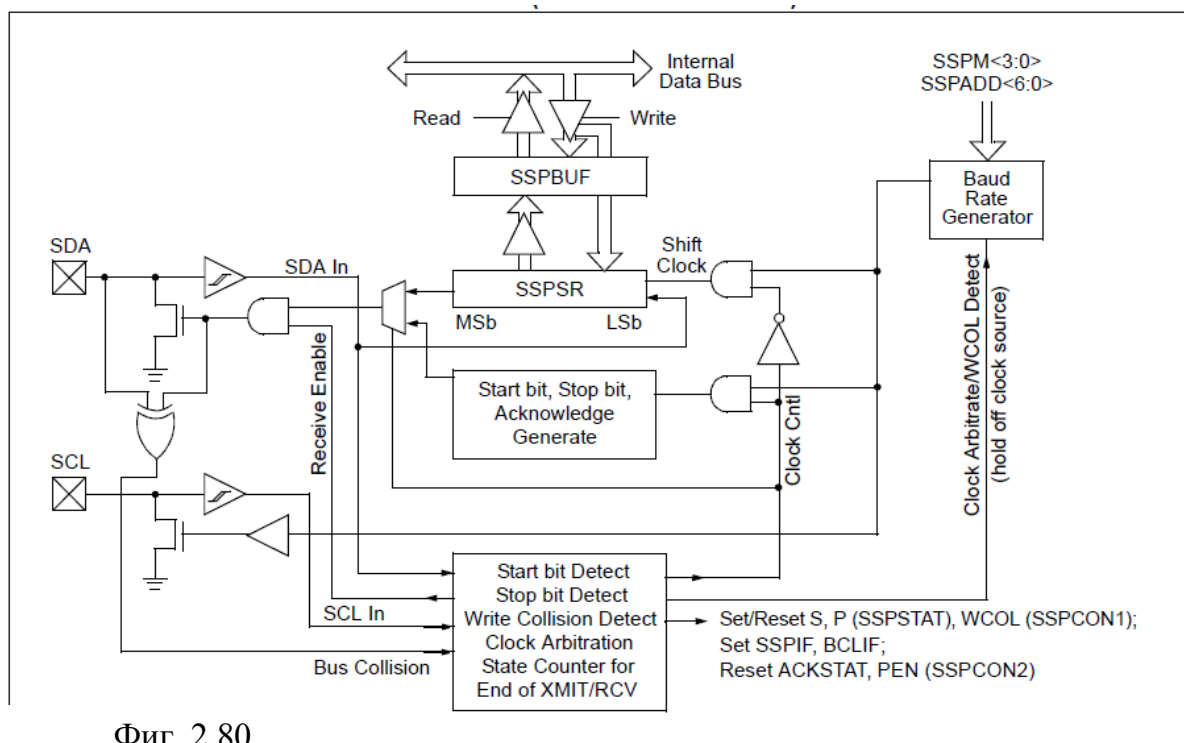 Internal
Data Bus
SSPM<3:0>
SSPADD<6:0>
Read
Write
SSPBUF
Baud
Rate
Generator
SDA
SDA In
Shift
Clock
SSPSR
MSb
LSb
Start bit, Stop bit,
Acknowledge
Generate
Receive Enable
Clock Cntl
Clock Arbitrate/WCOL Detect
(hold off clock source)
SCL
SCL In
Bus Collision
Start bit Detect
Stop bit Detect
Write Collision Detect
Clock Arbitration
State Counter for
End of XMIT/RCV
Set/Reset S, P (SSPSTAT), WCOL (SSPCON1);
Set SSPIF, BCLIF;
Reset ACKSTAT, PEN (SSPCON2)
Фиг. 2.80